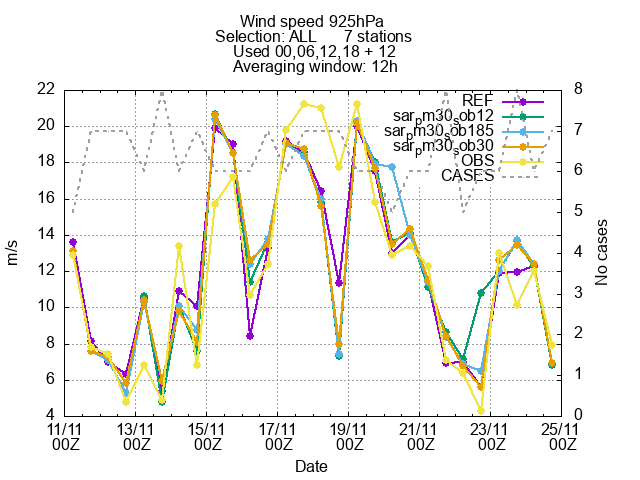 Wind speed 925hPa
Selection: ALL 7 stations
Used 00,06,12,18 + 12
Averaging window: 12h
REF
sarpm30sob12
sarpm30sob185
sarpm30sob30
OBS
CASES
m/s
22
20
18
16
14
12
10
8
6
4
No cases
8
7
6
5
4
3
2
1
0
11/11 13/11 15/11 17/11 19/11 21/11 23/11 25/11
00Z 00Z 00Z 00Z 00Z 00Z 00Z 00Z
Date